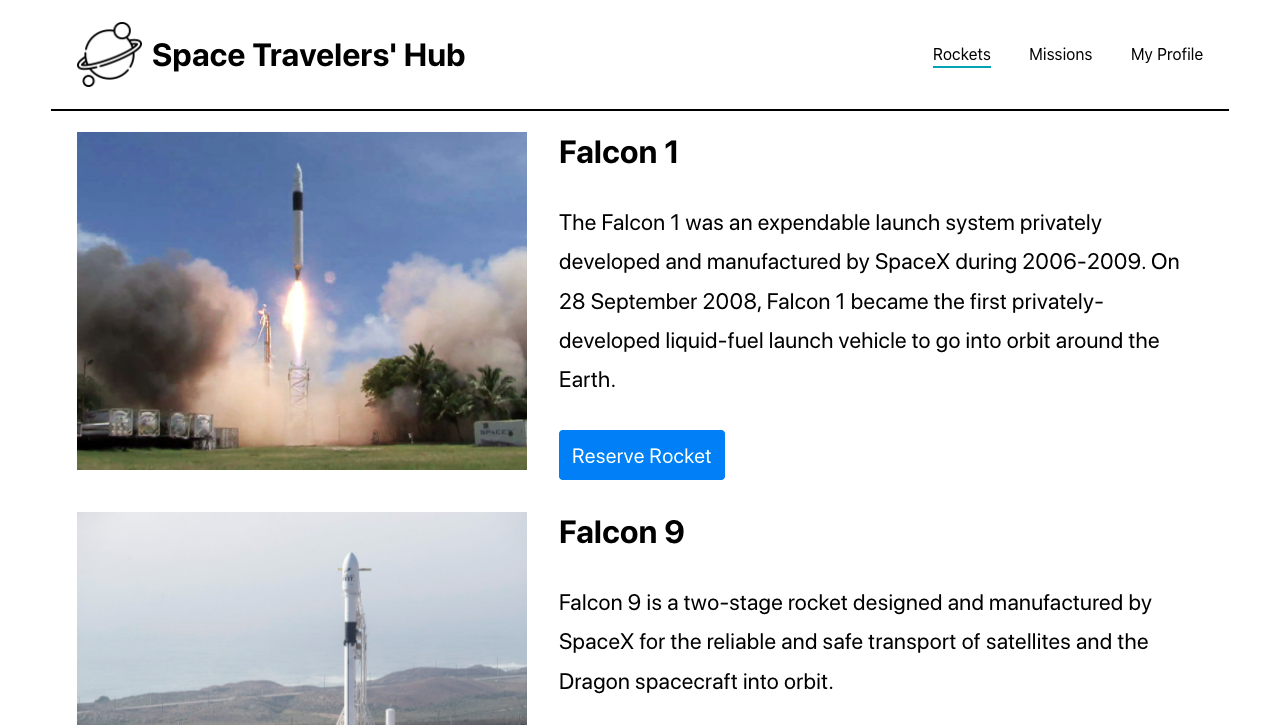 Space Travelers' Hub
Rockets
Missions
My Profile
Falcon 1
The Falcon 1 was an expendable launch system privately
developed and manufactured by SpaceX during 2006-2009. On
28 September 2008, Falcon 1 became the first privately-
developed liquid-fuel launch vehicle to go into orbit around the
Earth.
SPACEX
Reserve Rocket
Falcon 9
Falcon 9 is a two-stage rocket designed and manufactured by
SpaceX for the reliable and safe transport of satellites and the
Dragon spacecraft into orbit.